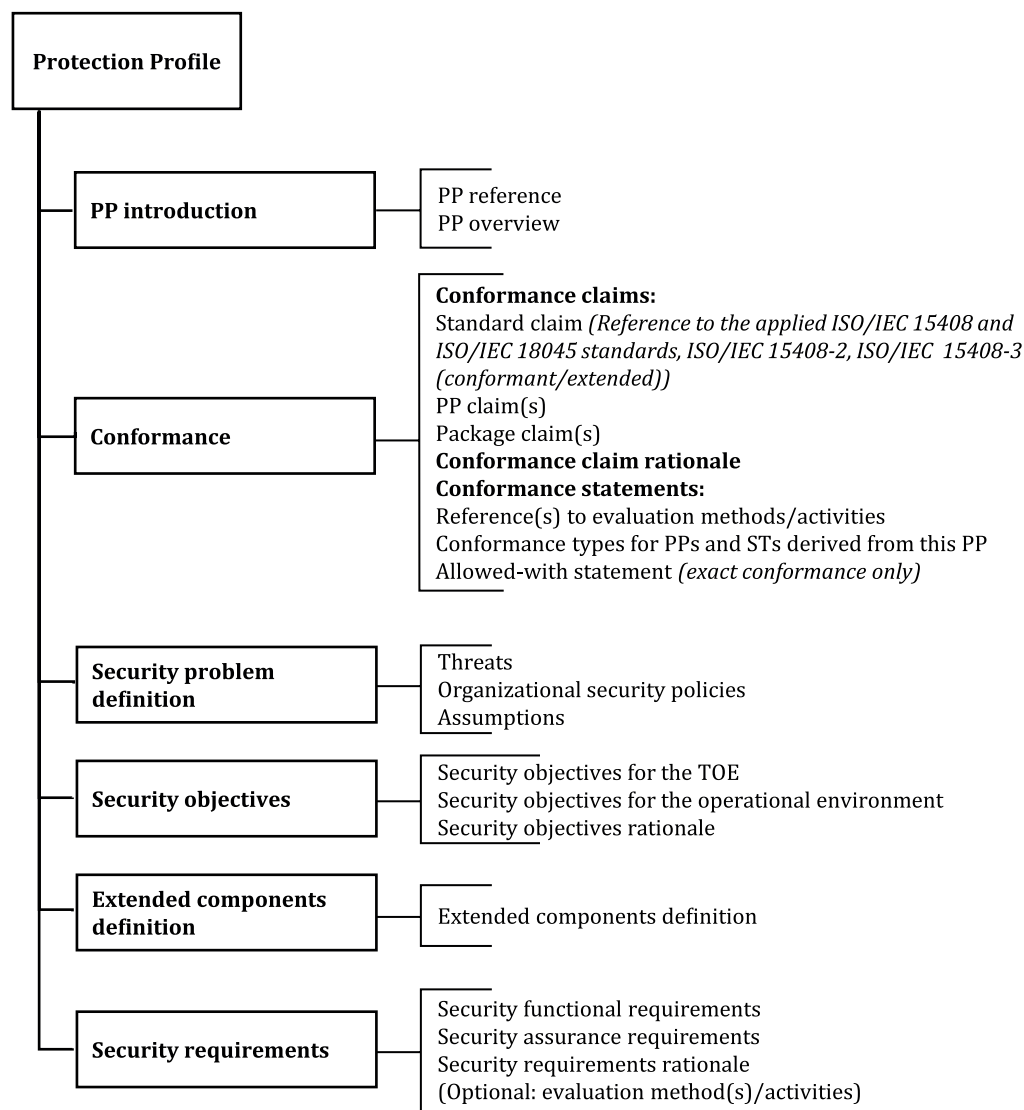 Protection Profile
PP introduction
PP reference
PP overview
Conformance
Conformance claims:
Standard claim (Reference to the applied ISO/IEC 15408 and
ISO/IEC 18045 standards, ISO/IEC 15408-2, ISO/IEC 15408-3
(conformant/extended))
PP claim(s)
Package claim(s)
Conformance claim rationale
Conformance statements:
Reference(s) to evaluation methods/activities
Conformance types for PPs and STs derived from this PP
Allowed-with statement (exact conformance only)
Security problem
definition
Threats
Organizational security policies
Assumptions
Security objectives
Security objectives for the TOE
Security objectives for the operational environment
Security objectives rationale
Extended components
definition
Extended components definition
Security requirements
Security functional requirements
Security assurance requirements
Security requirements rationale
(Optional: evaluation method(s)/activities)